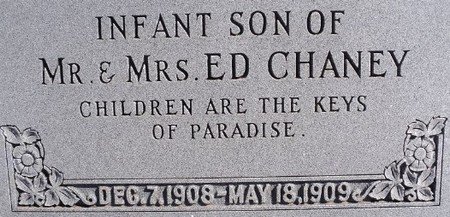 INFANT SON OF
MR. & MRS. ED CHANEY
CHILDREN ARE THE KEYS
OF PARADISE.
DEC. 7, 1908 - MAY 18, 1909